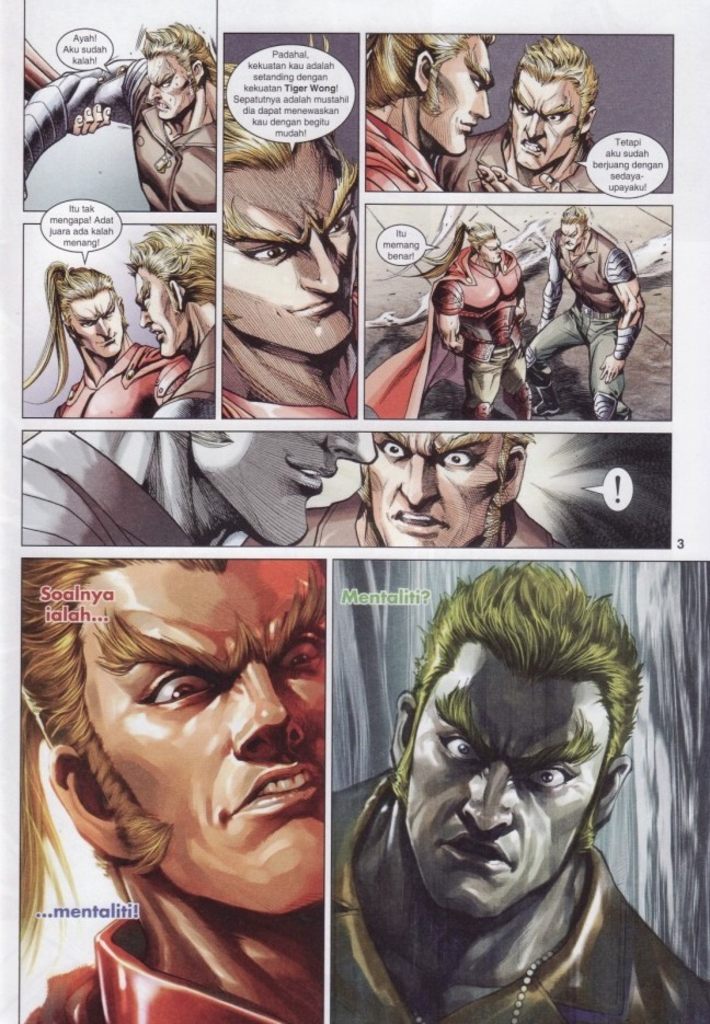 Ayah!
Aku sudah
kalah!
Itu tak
mengapa! Adat
juara ada kalah
menang!
Padahal,
kekuatan kau adalah
setanding dengan
kekuatan Tiger Wong!
Sepatutnya adalah mustahil
dia dapat menewaskan
kau dengan begitu
mudah!
Tetapi
aku sudah
berjuang dengan
sedaya-
upayaku!
Itu
memang
benar!
!
3
Soalnya
ialah...
...mentaliti!
Mentaliti?